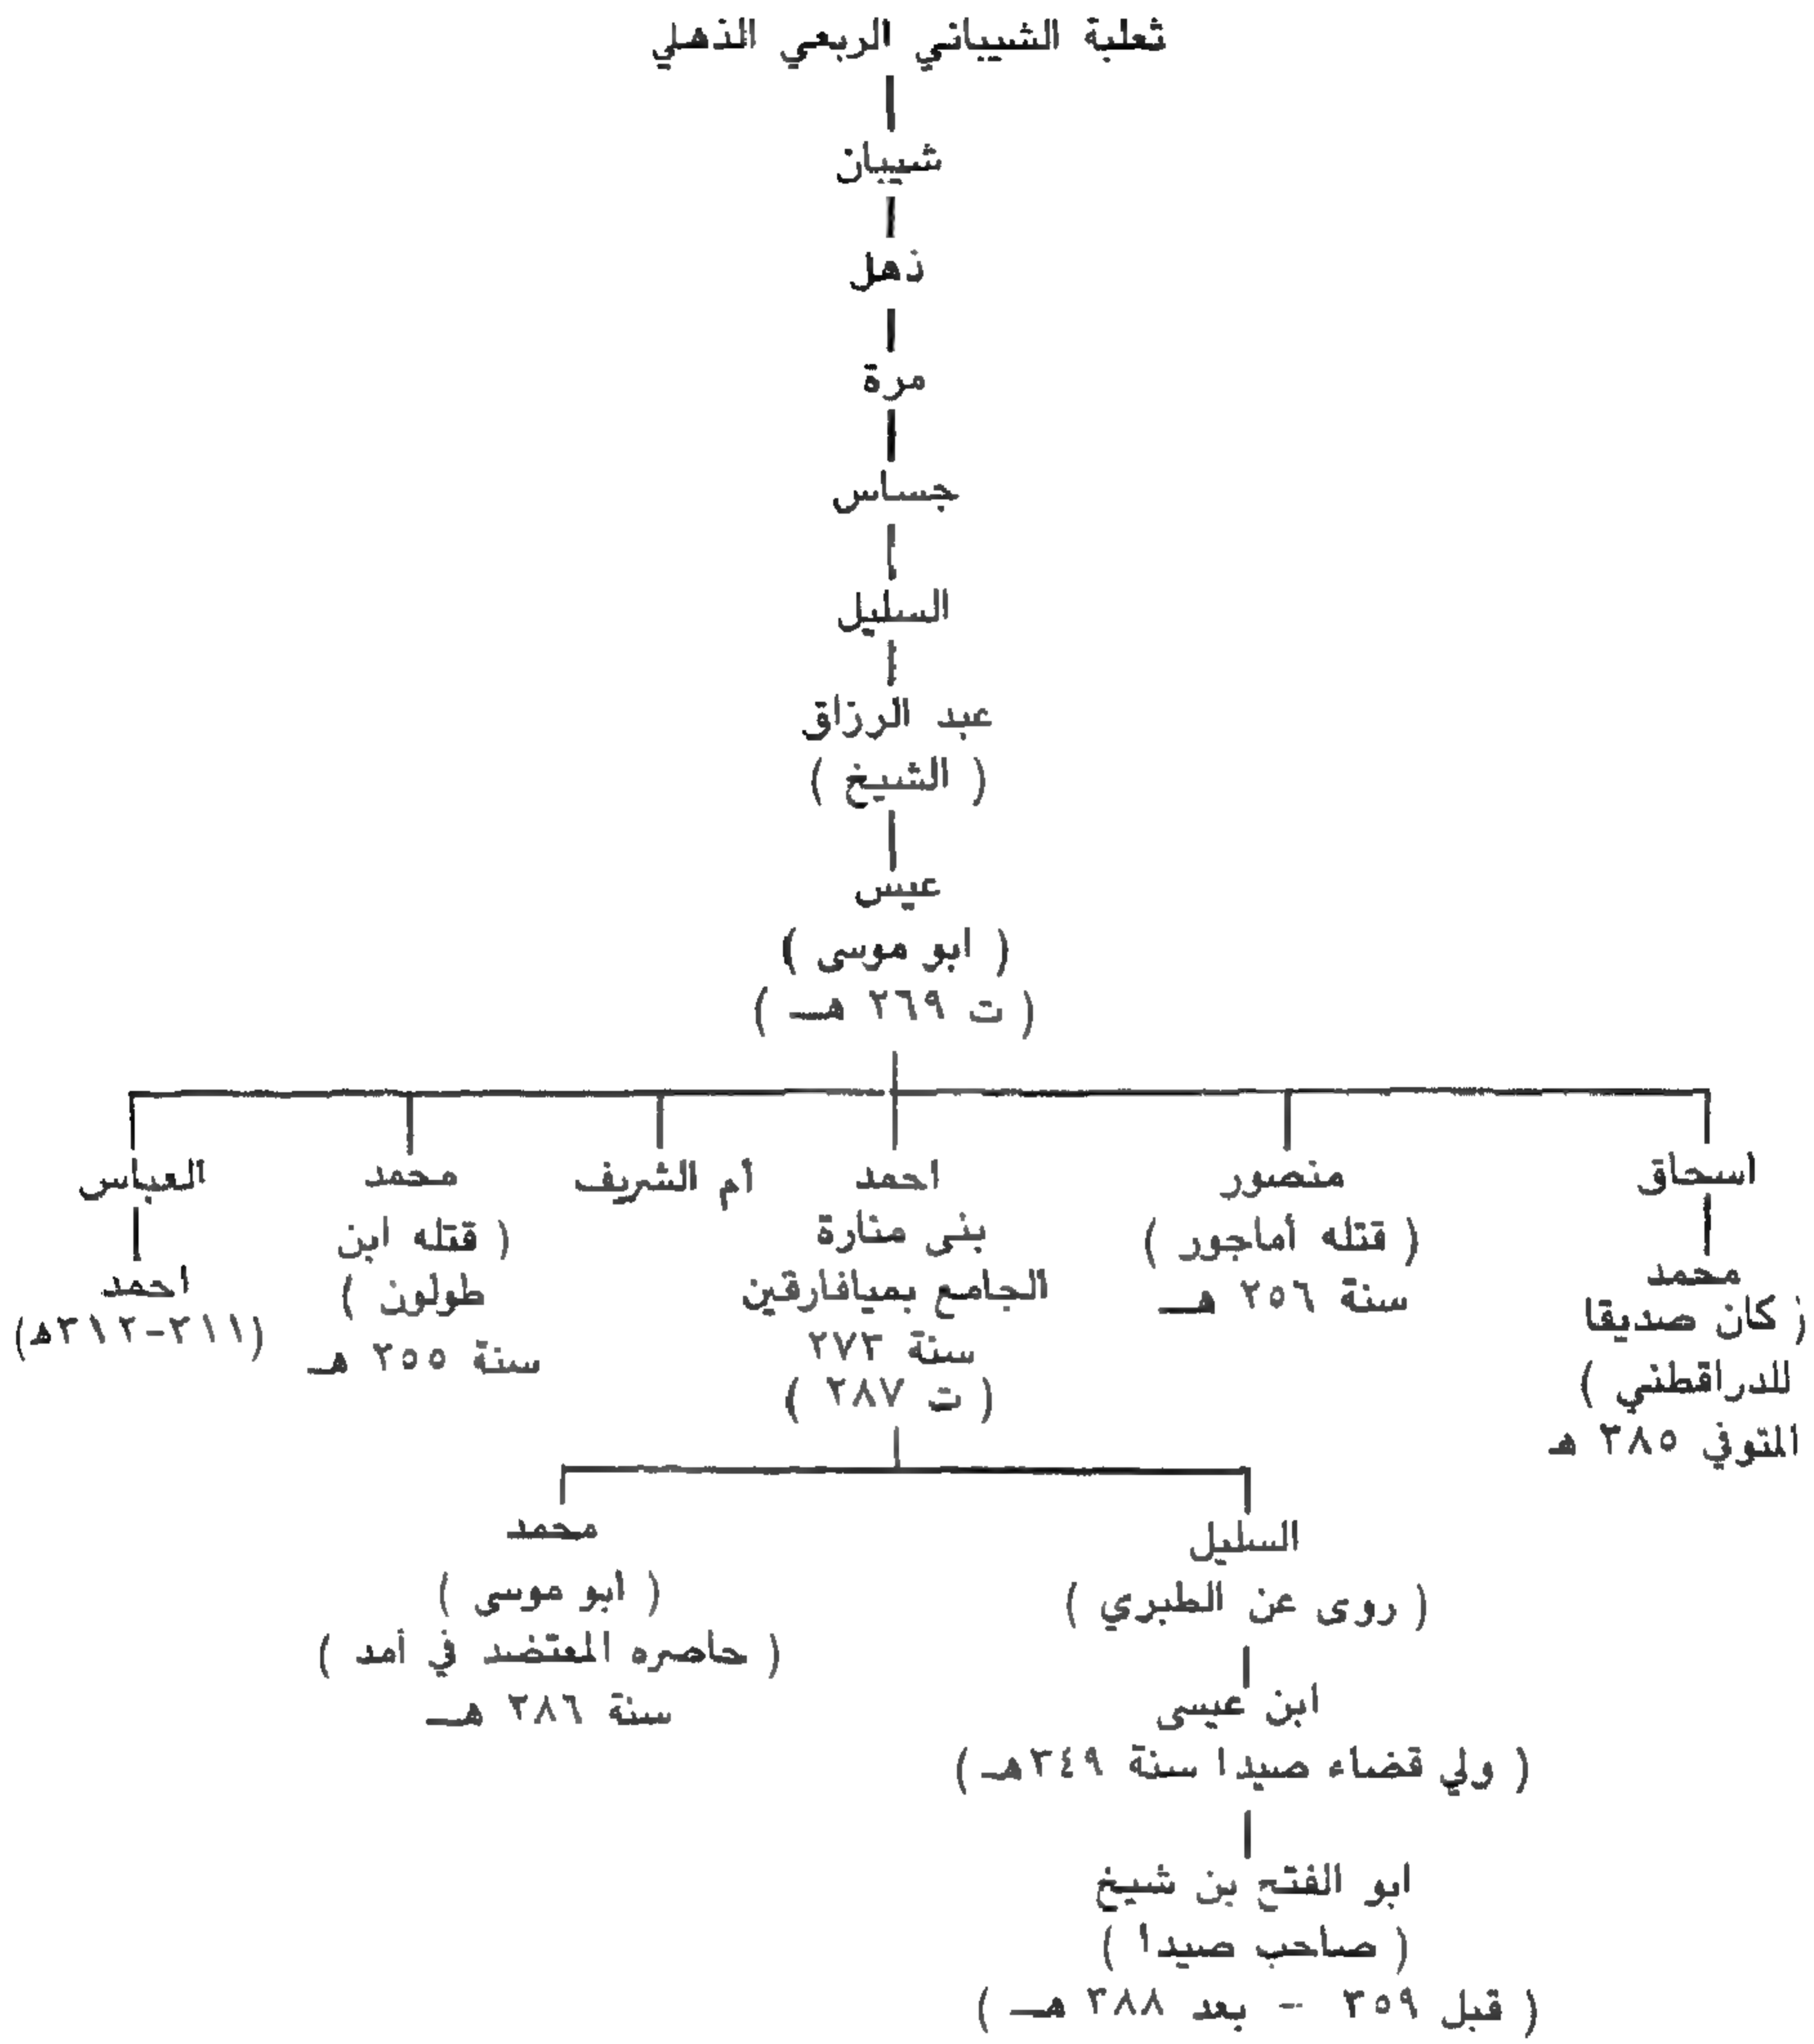 ثعلبة الشيباني الربعي الذهلي
شيبان
ذهل
مرة
جساس
السليل
عبد الرزاق
( الشيخ )
عيسى
( ابو موسى )
( ت ٢٦٩ هـ )
اسحاق
محمد
( كان صديقا
للدراقطني )
المتوفي ٣٨٥ هـ
منصور
( قتله أماجور )
سنة ٢٥٦ هـ
احمد
بنى منارة
الجامع بميافارقين
سنة ٢٧٣
( ت ٢٨٧ )
أم الشريف
محمد
( قتله ابن
طولون )
سنة ٢٥٥ هـ
العباس
احمد
(٣١١-٣١٢هـ)
السليل
( روى عن الطبري )
ابن عيسى
( ولي قضاء صيدا سنة ٣٤٩هـ )
ابو الفتح بن شيخ
( صاحب صيدا )
( قبل ٣٥٩ - بعد ٣٨٨ هـ )
محمد
( ابو موسى )
( حاصره المعتضد في أمد )
سنة ٢٨٦ هـ